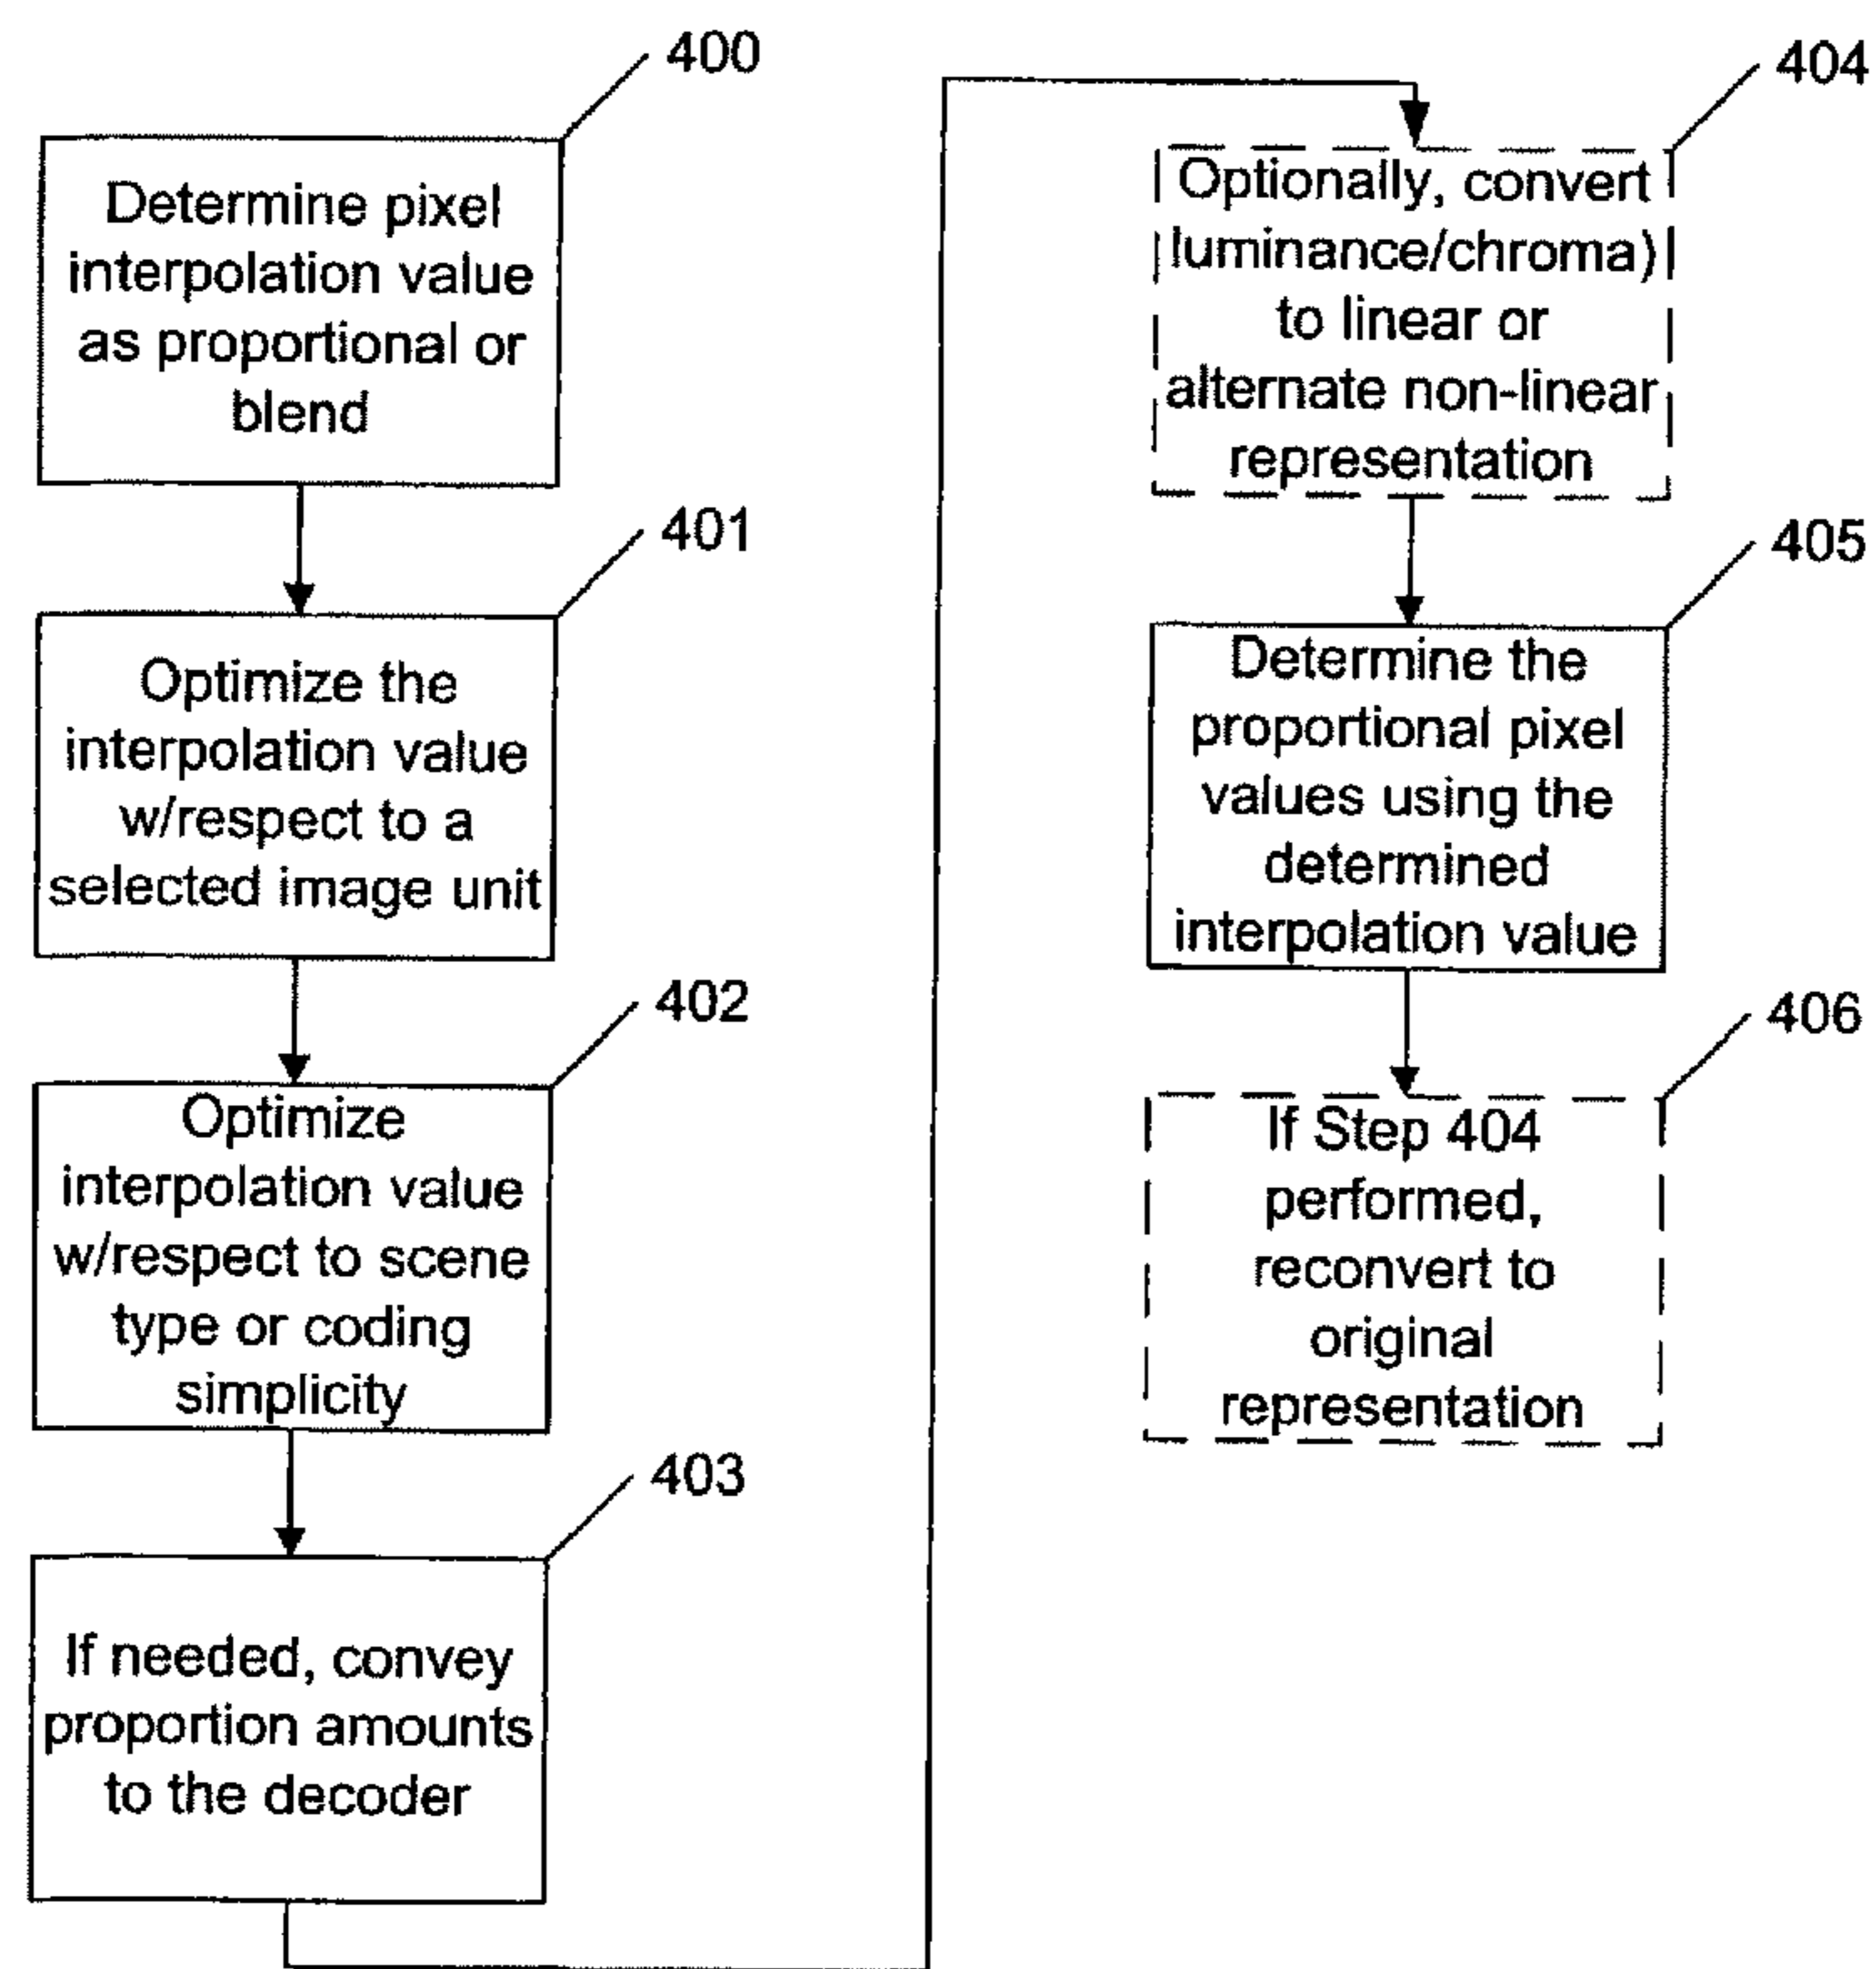 400
Determine pixel
interpolation value
as proportional or
blend
401
Optimize the
interpolation value
w/respect to a
selected image unit
402
Optimize
interpolation value
w/respect to scene
type or coding
simplicity
403
If needed, convey
proportion amounts
to the decoder
404
Optionally, convert
luminance/chroma)
to linear or
alternate non-linear
representation
405
Determine the
proportional pixel
values using the
determined
interpolation value
406
If Step 404
performed,
reconvert to
original
representation